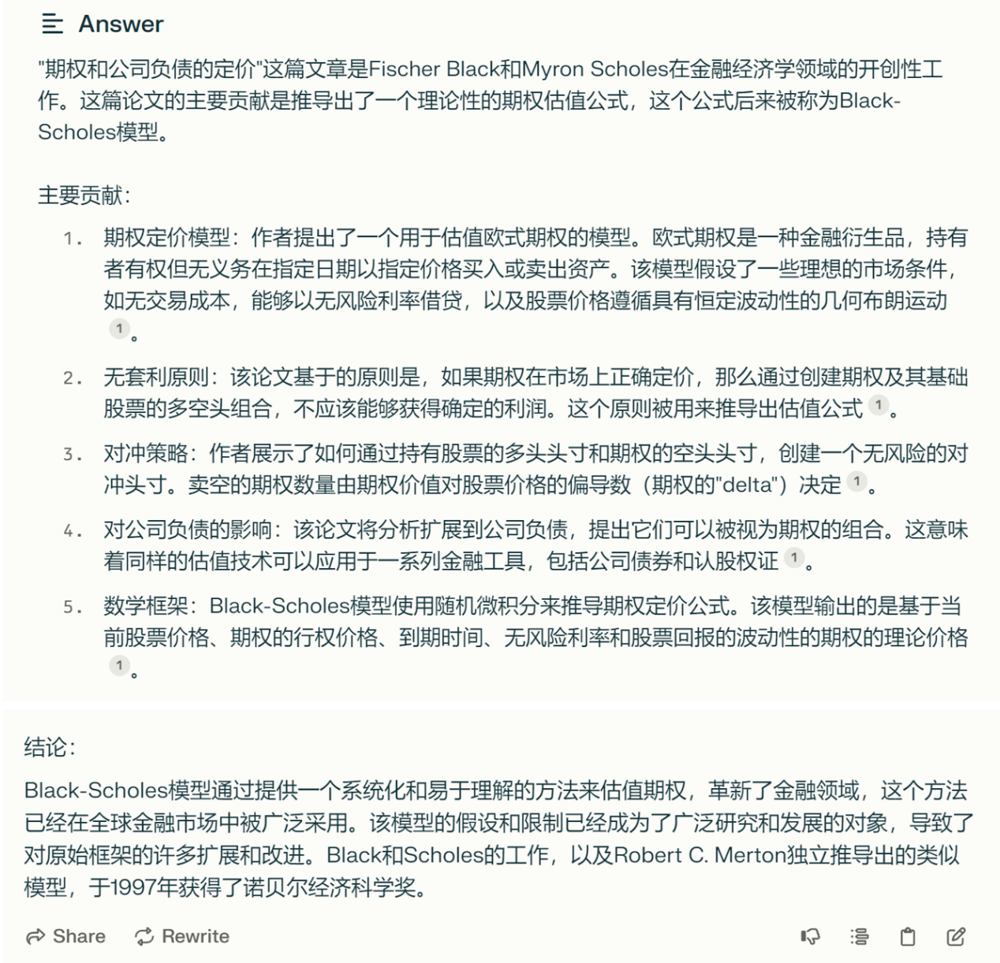 Answer
"期权和公司负债的定价"这篇文章是Fischer Black和Myron Scholes在金融经济学领域的开创性工
作。这篇论文的主要贡献是推导出了一个理论性的期权估值公式，这个公式后来被称为Black-
Scholes模型。
主要贡献：
1. 期权定价模型：作者提出了一个用于估值欧式期权的模型。欧式期权是一种金融衍生品，持有
者有权但无义务在指定日期以指定价格买入或卖出资产。该模型假设了一些理想的市场条件，
如无交易成本，能够以无风险利率借贷，以及股票价格遵循具有恒定波动性的几何布朗运动
1。
2. 无套利原则：该论文基于的原则是，如果期权在市场上正确定价，那么通过创建期权及其基础
股票的多空头组合，不应该能够获得确定的利润。这个原则被用来推导出估值公式 1。
3. 对冲策略：作者展示了如何通过持有股票的多头头寸和期权的空头头寸，创建一个无风险的对
冲头寸。卖空的期权数量由期权价值对股票价格的偏导数（期权的"delta"）决定 1。
4. 对公司负债的影响：该论文将分析扩展到公司负债，提出它们可以被视为期权的组合。这意味
着同样的估值技术可以应用于一系列金融工具，包括公司债券和认股权证 1。
5. 数学框架：Black-Scholes模型使用随机微积分来推导期权定价公式。该模型输出的是基于当
前股票价格、期权的行权价格、到期时间、无风险利率和股票回报的波动性的期权的理论价格
1。
结论：
Black-Scholes模型通过提供一个系统化和易于理解的方法来估值期权，革新了金融领域，这个方法
已经在全球金融市场中被广泛采用。该模型的假设和限制已经成为了广泛研究和发展的对象，导致了
对原始框架的许多扩展和改进。Black和Scholes的工作，以及Robert C. Merton独立推导出的类似
模型，于1997年获得了诺贝尔经济科学奖。
Share Rewrite